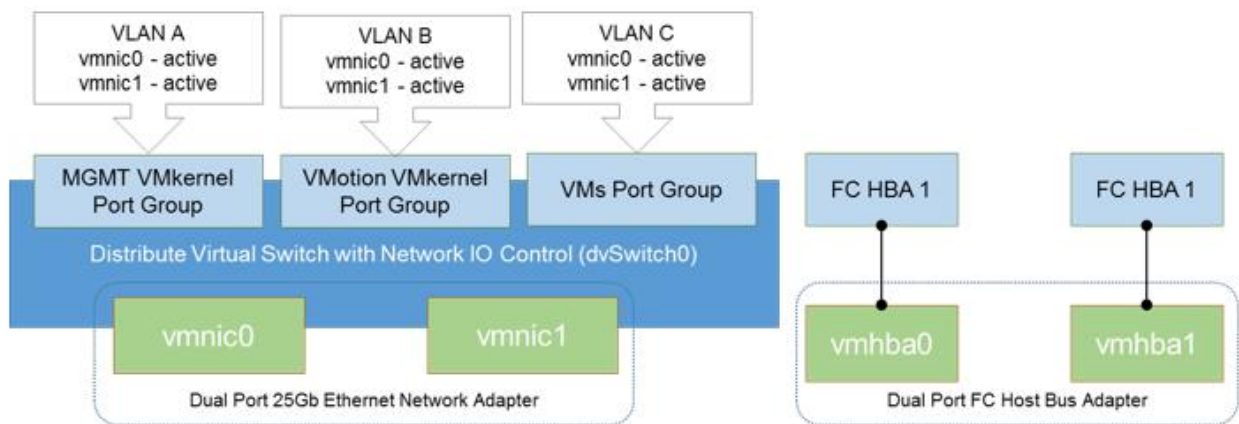 VLAN A
vmnic0 - active
vmnic1 - active
VLAN B
vmnic0 - active
vmnic1 - active
VLAN C
vmnic0 - active
vmnic1 - active
MGMT VMkernel
Port Group
VMotion VMkernel
Port Group
VMs Port Group
FC HBA 1
FC HBA 1
Distribute Virtual Switch with Network IO Control (dvSwitch0)
vmnic0
vmnic1
vmhba0
vmhba1
Dual Port 25Gb Ethernet Network Adapter
Dual Port FC Host Bus Adapter